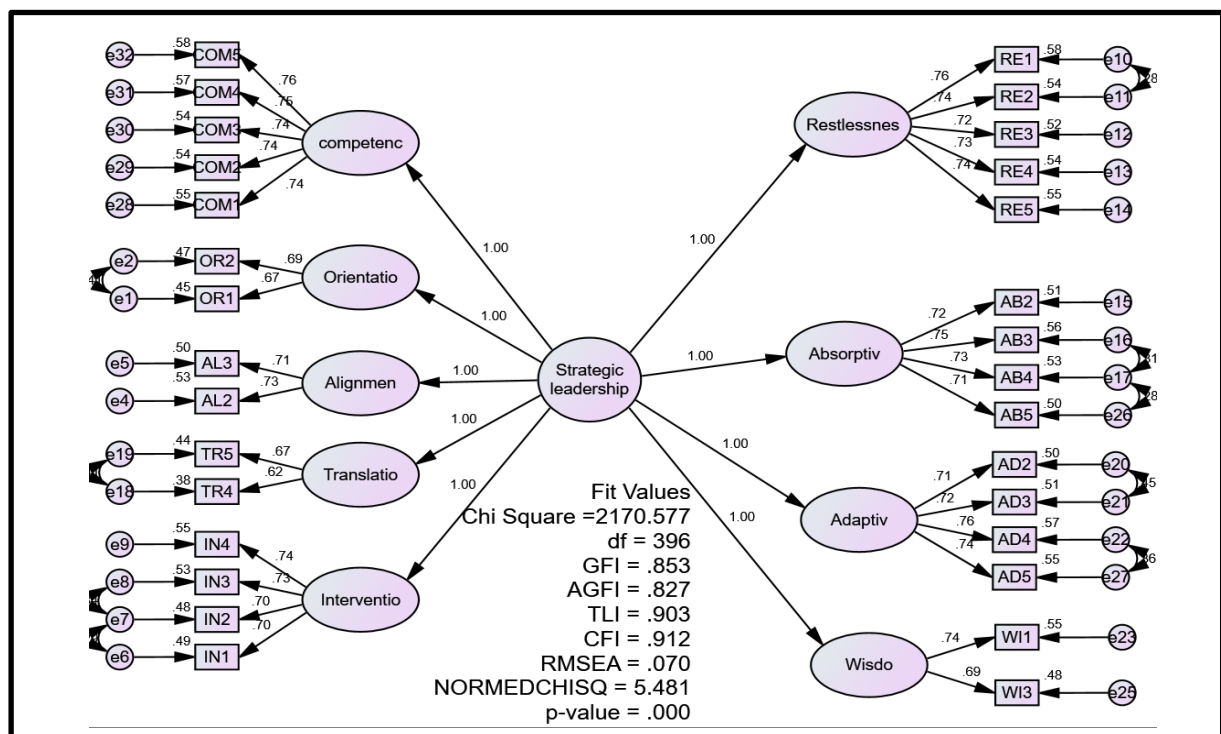 e32 .58 COM5 .76
e31 .57 COM4 .75
e30 .54 COM3 .74
e29 .54 COM2 .74
e28 .55 COM1 .74
competenc
1.00
e2 .47 OR2 .69
e1 .45 OR1 .67
Orientatio
1.00
e5 .50 AL3 .71
e4 .53 AL2 .73
Alignmen
1.00
e19 .44 TR5 .67
e18 .38 TR4 .62
Translatio
1.00
e9 .55 IN4 .74
e8 .53 IN3 .73
e7 .48 IN2 .70
e6 .49 IN1 .70
Interventio
1.00
Strategic
leadership
Restlessnes
1.00
.76 RE1 .58 e10
.74 RE2 .54 e11
.72 RE3 .52 e12
.73 RE4 .54 e13
.74 RE5 .55 e14
Absorptiv
1.00
.72 AB2 .51 e15
.75 AB3 .56 e16
.73 AB4 .53 e17
.71 AB5 .50 e26
Adaptiv
1.00
.71 AD2 .50 e20
.72 AD3 .51 e21
.76 AD4 .57 e22
.74 AD5 .55 e27
Wisdo
1.00
.74 WI1 .55 e23
.69 WI3 .48 e25
Fit Values
Chi Square =2170.577
df = 396
GFI = .853
AGFI = .827
TLI = .903
CFI = .912
RMSEA = .070
NORMEDCHISQ = 5.481
p-value = .000